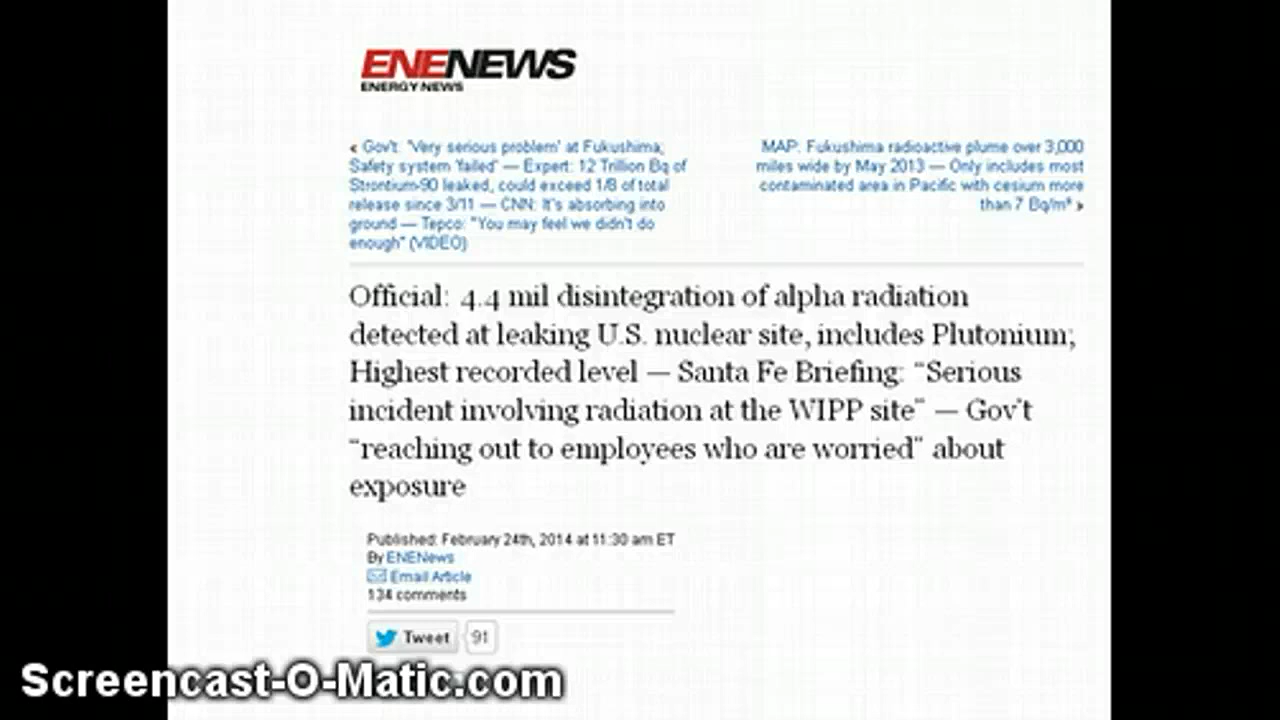 ENENEWS
ENERGY NEWS
« Gov't: 'Very serious problem' at Fukushima;
Safety system 'failed' — Expert: 12 Trillion Bq of
Strontium-90 leaked, could exceed 1/8 of total
release since 3/11 — CNN: It's absorbing into
ground — Tepco: "You may feel we didn't do
enough" (VIDEO)
MAP: Fukushima radioactive plume over 3,000
miles wide by May 2013 — Only includes most
contaminated area in Pacific with cesium more
than 7 Bq/m³ »
Official: 4.4 mil disintegration of alpha radiation
detected at leaking U.S. nuclear site, includes Plutonium;
Highest recorded level — Santa Fe Briefing: "Serious
incident involving radiation at the WIPP site" — Gov't
"reaching out to employees who are worried" about
exposure
Published: February 24th, 2014 at 11:30 am ET
By ENENews
Email Article
134 comments
Tweet 91
Screencast-O-Matic.com